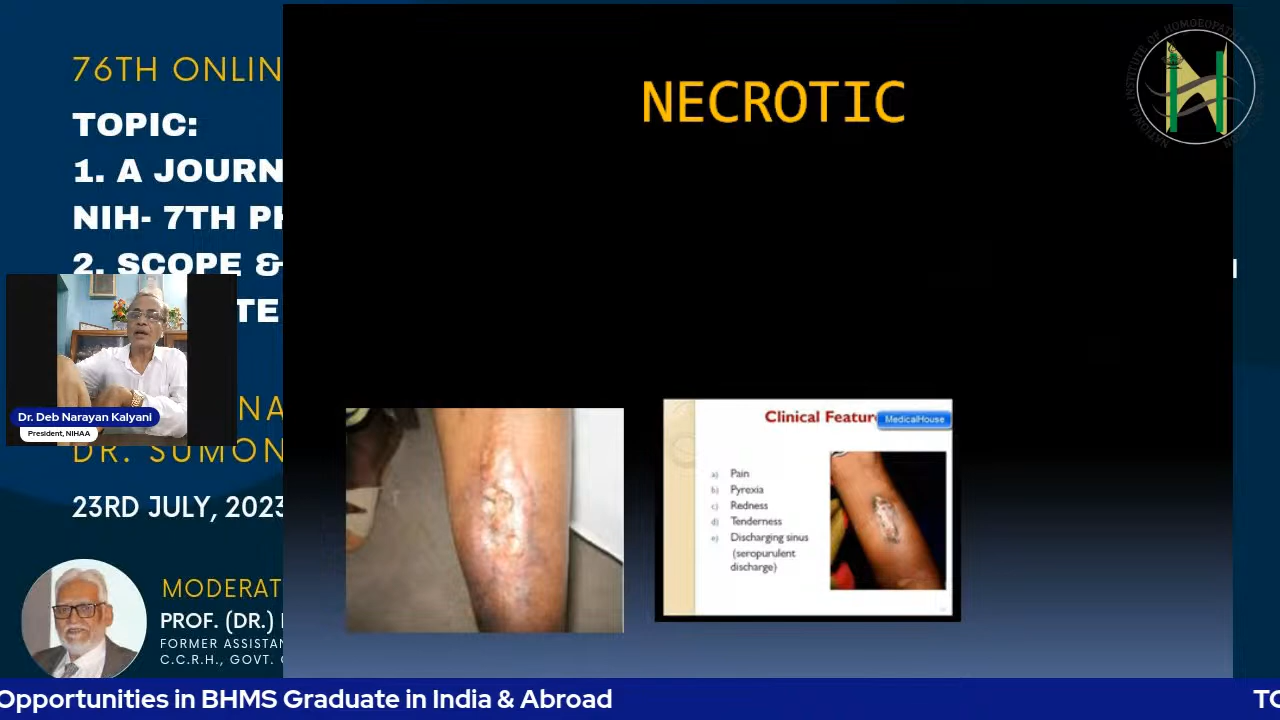 76TH ONLIN
TOPIC:
1. A JOURN
NIH- 7TH PH
2. SCOPE &
TE
NA
DR. SUMON
23RD JULY, 2023
MODERAT
PROF. (DR.)
FORMER ASSISTAN
C.C.R.H., GOVT.
Dr. Deb Narayan Kalyani
President, NIHAA
NECROTIC
Clinical Featur
MedicalHouse
a) Pain
b) Pyrexia
c) Redness
d) Tenderness
e) Discharging sinus
(seropurulent
discharge)
Opportunities in BHMS Graduate in India & Abroad
TO